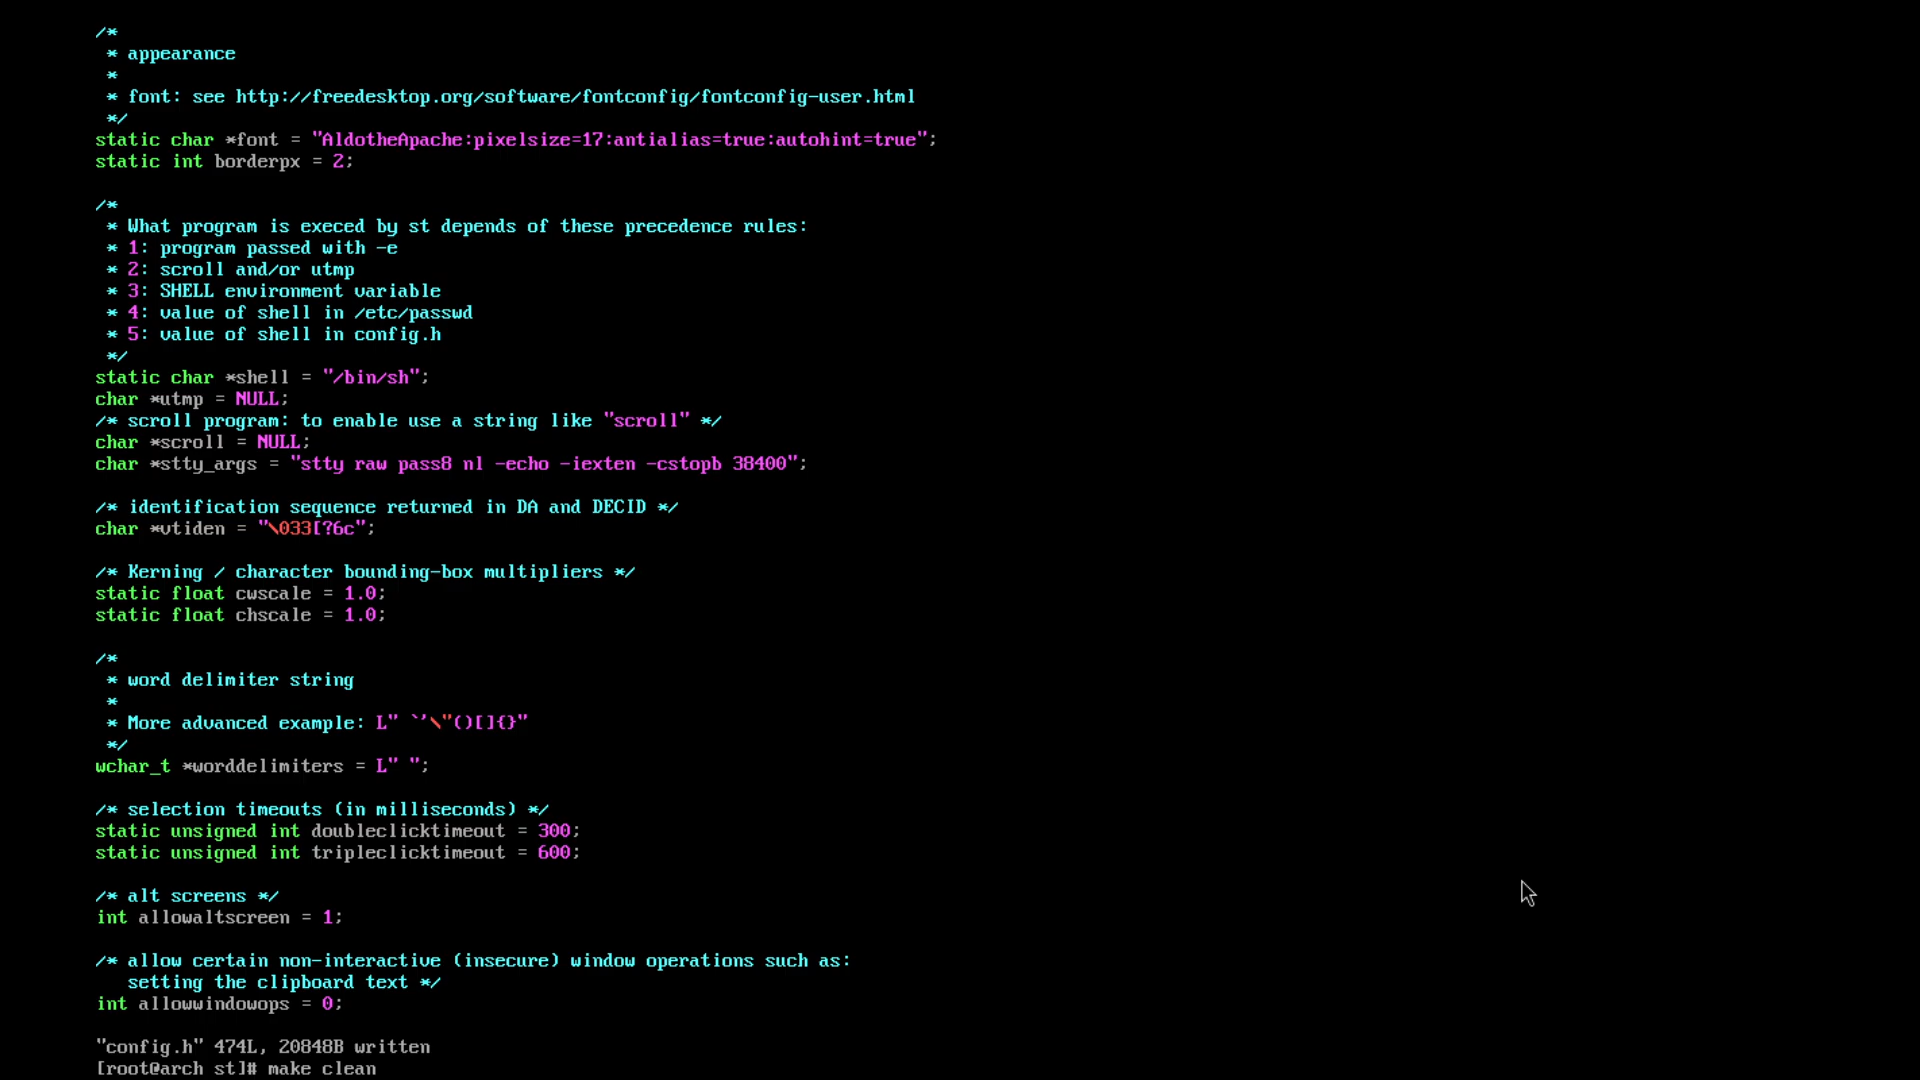 /*
 * appearance
 *
 * font: see http://freedesktop.org/software/fontconfig/fontconfig-user.html
 */
static char *font = "AldotheApache:pixelsize=17:antialias=true:autohint=true";
static int borderpx = 2;

/*
 * What program is execed by st depends of these precedence rules:
 * 1: program passed with -e
 * 2: scroll and/or utmp
 * 3: SHELL environment variable
 * 4: value of shell in /etc/passwd
 * 5: value of shell in config.h
 */
static char *shell = "/bin/sh";
char *utmp = NULL;
/* scroll program: to enable use a string like "scroll" */
char *scroll = NULL;
char *stty_args = "stty raw pass8 nl -echo -iexten -cstopb 38400";

/* identification sequence returned in DA and DECID */
char *vtiden = "\033[?6c";

/* Kerning / character bounding-box multipliers */
static float cwscale = 1.0;
static float chscale = 1.0;

/*
 * word delimiter string
 *
 * More advanced example: L" `'\"()[]{}"
 */
wchar_t *worddelimiters = L" ";

/* selection timeouts (in milliseconds) */
static unsigned int doubleclicktimeout = 300;
static unsigned int tripleclicktimeout = 600;

/* alt screens */
int allowaltscreen = 1;

/* allow certain non-interactive (insecure) window operations such as:
   setting the clipboard text */
int allowwindowops = 0;

"config.h" 474L, 20848B written
[root@arch st]# make clean